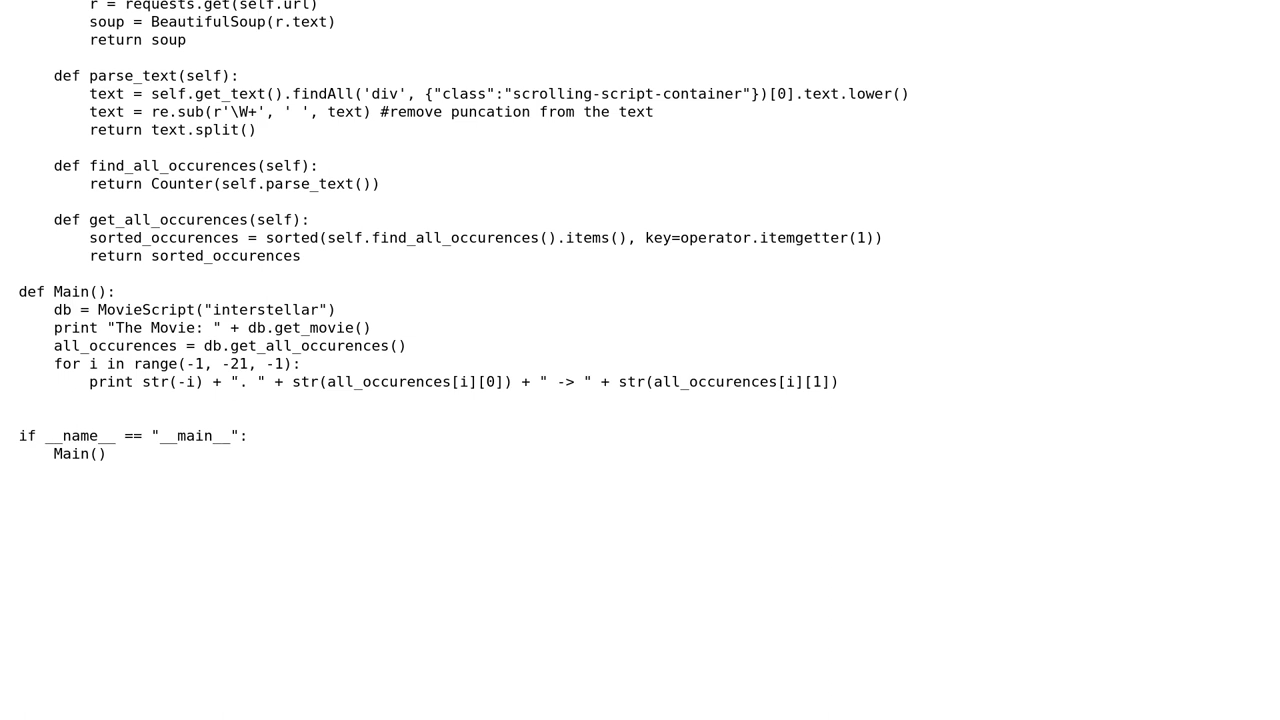 r = requests.get(self.url)
        soup = BeautifulSoup(r.text)
        return soup

    def parse_text(self):
        text = self.get_text().findAll('div', {"class":"scrolling-script-container"})[0].text.lower()
        text = re.sub(r'\W+', ' ', text) #remove puncation from the text
        return text.split()

    def find_all_occurences(self):
        return Counter(self.parse_text())

    def get_all_occurences(self):
        sorted_occurences = sorted(self.find_all_occurences().items(), key=operator.itemgetter(1))
        return sorted_occurences

def Main():
    db = MovieScript("interstellar")
    print "The Movie: " + db.get_movie()
    all_occurences = db.get_all_occurences()
    for i in range(-1, -21, -1):
        print str(-i) + ". " + str(all_occurences[i][0]) + " -> " + str(all_occurences[i][1])


if __name__ == "__main__":
    Main()